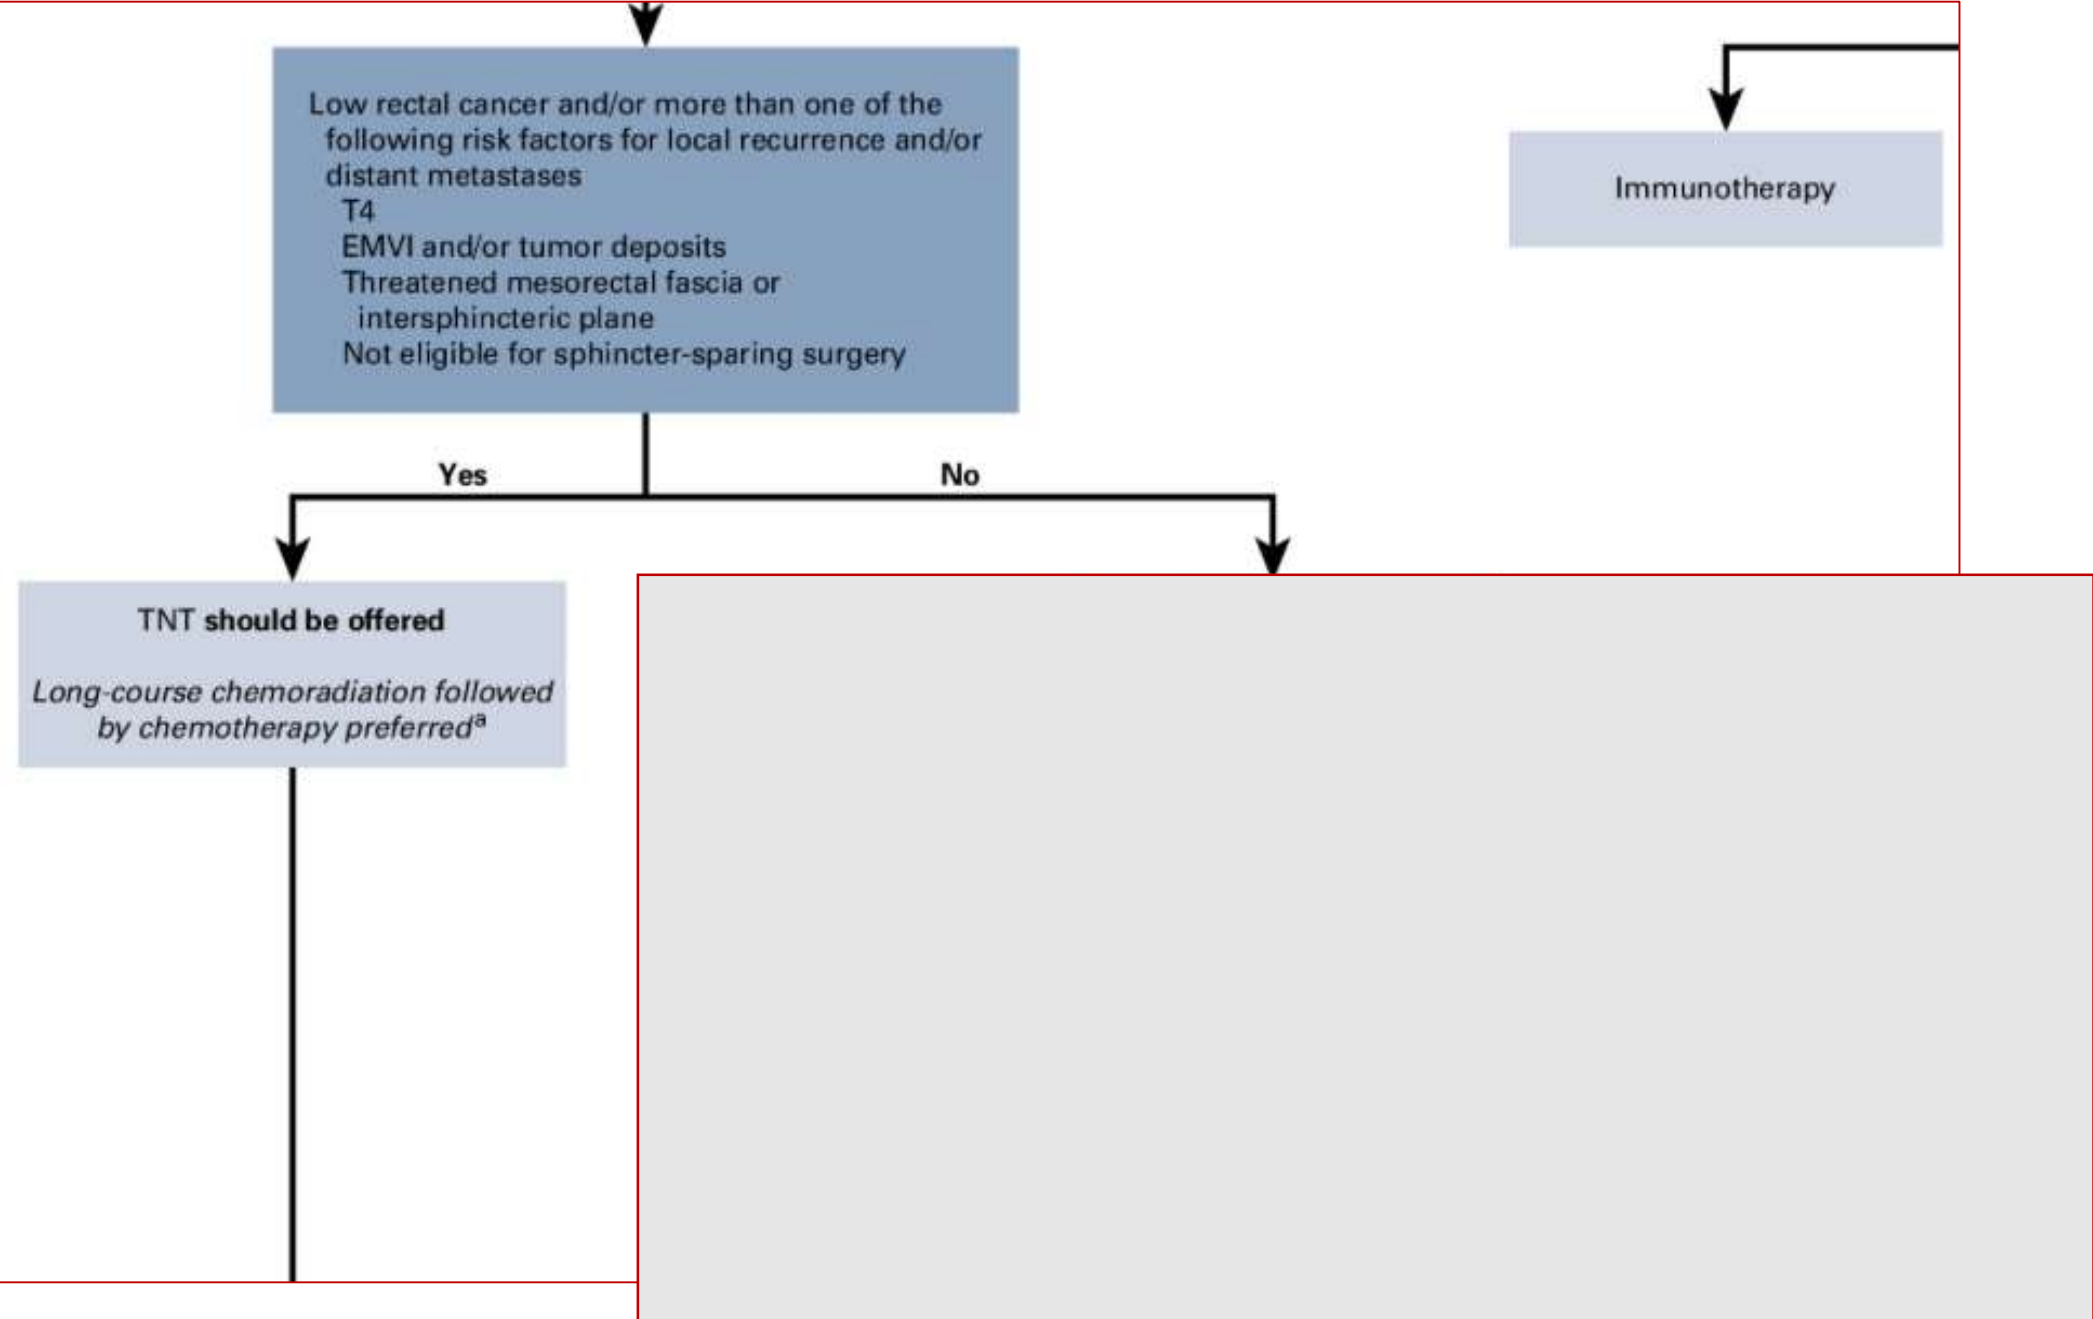 Low rectal cancer and/or more than one of the
following risk factors for local recurrence and/or
distant metastases
T4
EMVI and/or tumor deposits
Threatened mesorectal fascia or
intersphincteric plane
Not eligible for sphincter-sparing surgery
Immunotherapy
Yes
No
TNT should be offered
Long-course chemoradiation followed
by chemotherapy preferredᵃ